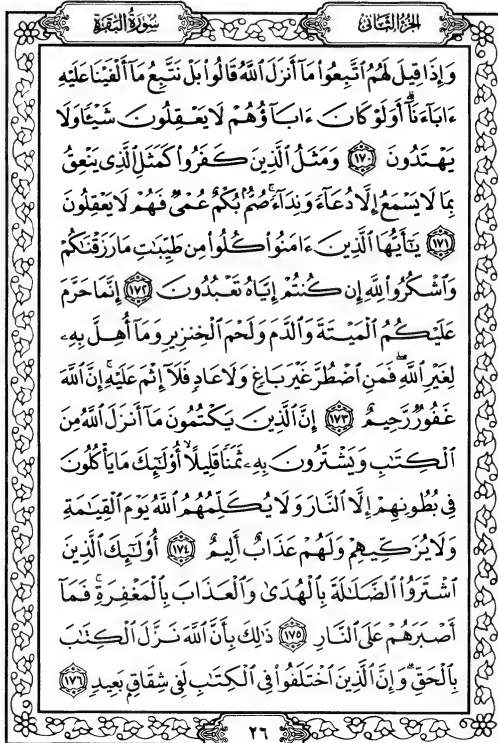 الجزء الثاني
سورة البقرة
وَإِذَا قِيلَ لَهُمُ ٱتَّبِعُوا۟ مَآ أَنزَلَ ٱللَّهُ قَالُوا۟ بَلْ نَتَّبِعُ مَآ أَلْفَيْنَا عَلَيْهِ
ءَابَآءَنَآ أَوَلَوْ كَانَ ءَابَآؤُهُمْ لَا يَعْقِلُونَ شَيْـًٔا وَلَا
يَهْتَدُونَ ١٧٠ وَمَثَلُ ٱلَّذِينَ كَفَرُوا۟ كَمَثَلِ ٱلَّذِى يَنْعِقُ
بِمَا لَا يَسْمَعُ إِلَّا دُعَآءً وَنِدَآءً صُمٌّۢ بُكْمٌ عُمْىٌ فَهُمْ لَا يَعْقِلُونَ
١٧١ يَـٰٓأَيُّهَا ٱلَّذِينَ ءَامَنُوا۟ كُلُوا۟ مِن طَيِّبَـٰتِ مَا رَزَقْنَـٰكُمْ
وَٱشْكُرُوا۟ لِلَّهِ إِن كُنتُمْ إِيَّاهُ تَعْبُدُونَ ١٧٢ إِنَّمَا حَرَّمَ
عَلَيْكُمُ ٱلْمَيْتَةَ وَٱلدَّمَ وَلَحْمَ ٱلْخِنزِيرِ وَمَآ أُهِلَّ بِهِۦ
لِغَيْرِ ٱللَّهِ فَمَنِ ٱضْطُرَّ غَيْرَ بَاغٍ وَلَا عَادٍ فَلَآ إِثْمَ عَلَيْهِ إِنَّ ٱللَّهَ
غَفُورٌ رَّحِيمٌ ١٧٣ إِنَّ ٱلَّذِينَ يَكْتُمُونَ مَآ أَنزَلَ ٱللَّهُ مِنَ
ٱلْكِتَـٰبِ وَيَشْتَرُونَ بِهِۦ ثَمَنًا قَلِيلًا أُو۟لَـٰٓئِكَ مَا يَأْكُلُونَ
فِى بُطُونِهِمْ إِلَّا ٱلنَّارَ وَلَا يُكَلِّمُهُمُ ٱللَّهُ يَوْمَ ٱلْقِيَـٰمَةِ
وَلَا يُزَكِّيهِمْ وَلَهُمْ عَذَابٌ أَلِيمٌ ١٧٤ أُو۟لَـٰٓئِكَ ٱلَّذِينَ
ٱشْتَرَوُا۟ ٱلضَّلَـٰلَةَ بِٱلْهُدَىٰ وَٱلْعَذَابَ بِٱلْمَغْفِرَةِ فَمَآ
أَصْبَرَهُمْ عَلَى ٱلنَّارِ ١٧٥ ذَٰلِكَ بِأَنَّ ٱللَّهَ نَزَّلَ ٱلْكِتَـٰبَ
بِٱلْحَقِّ وَإِنَّ ٱلَّذِينَ ٱخْتَلَفُوا۟ فِى ٱلْكِتَـٰبِ لَفِى شِقَاقٍۭ بَعِيدٍ ١٧٦
٢٦